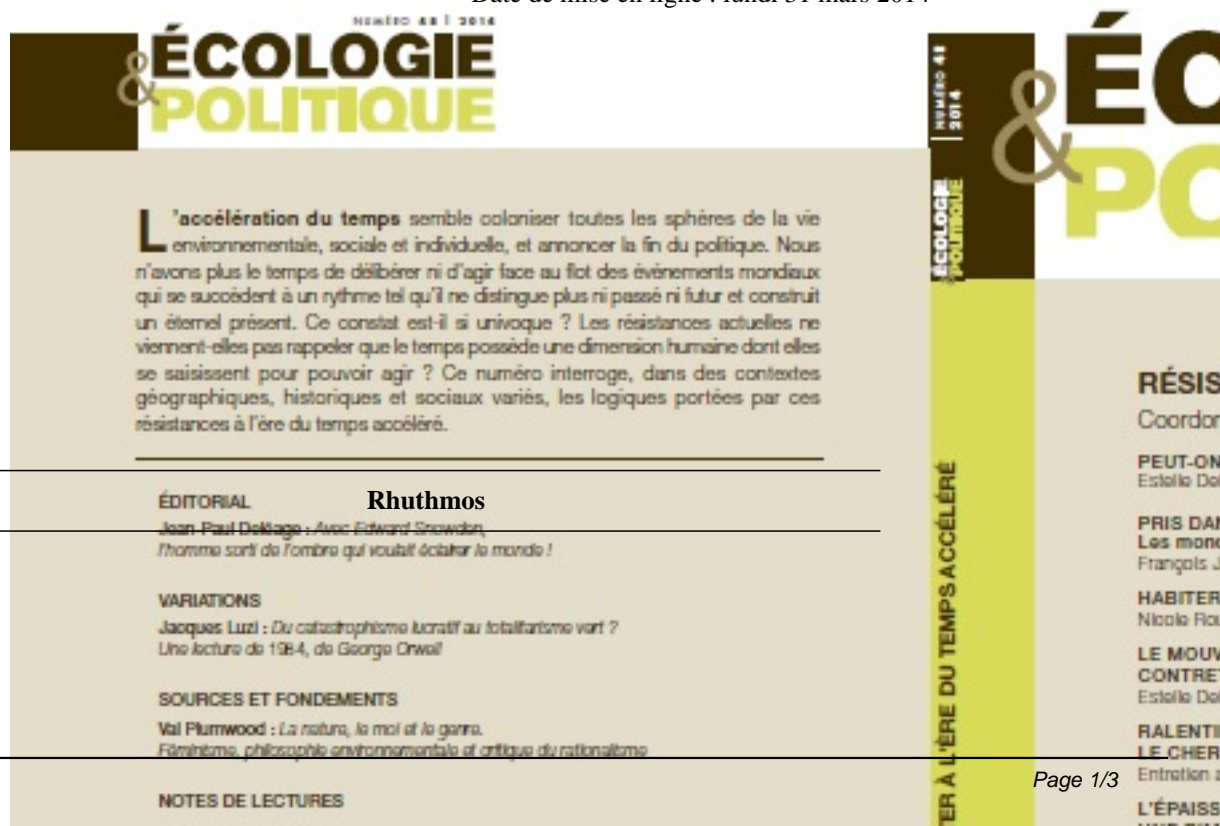 Date de mise en ligne : lundi 31 mars 2014
NUMÉRO 48 | 2014
ÉCOLOGIE
& POLITIQUE
L'accélération du temps semble coloniser toutes les sphères de la vie
environnementale, sociale et individuelle, et annoncer la fin du politique. Nous
n'avons plus le temps de délibérer ni d'agir face au flot des événements mondiaux
qui se succèdent à un rythme tel qu'il ne distingue plus ni passé ni futur et construit
un éternel présent. Ce constat est-il si univoque ? Les résistances actuelles ne
viennent-elles pas rappeler que le temps possède une dimension humaine dont elles
se saisissent pour pouvoir agir ? Ce numéro interroge, dans des contextes
géographiques, historiques et sociaux variés, les logiques portées par ces
résistances à l'ère du temps accéléré.
ÉDITORIAL
Rhuthmos
Jean-Paul Deléage : Avec Edward Snowden,
l'homme sorti de l'ombre qui voulait éclairer le monde !
VARIATIONS
Jacques Luzi : Du catastrophisme lucratif au totalitarisme vert ?
Une lecture de 1984, de George Orwell
SOURCES ET FONDEMENTS
Val Plumwood : La nature, le moi et le genre.
Féminisme, philosophie environnementale et critique du rationalisme
NOTES DE LECTURES
NUMÉRO 48
2014
ÉCOLOGIE
& POLITIQUE
TER À L'ÈRE DU TEMPS ACCÉLÉRÉ
& ÉC
PO
RÉSIS
Coordon
PEUT-ON
Estelle Del
PRIS DAN
Les mond
François J
HABITER
Nicole Rou
LE MOUV
CONTRET
Estelle Del
RALENTI
LE CHER
Entretien a
L'ÉPAISS
Page 1/3